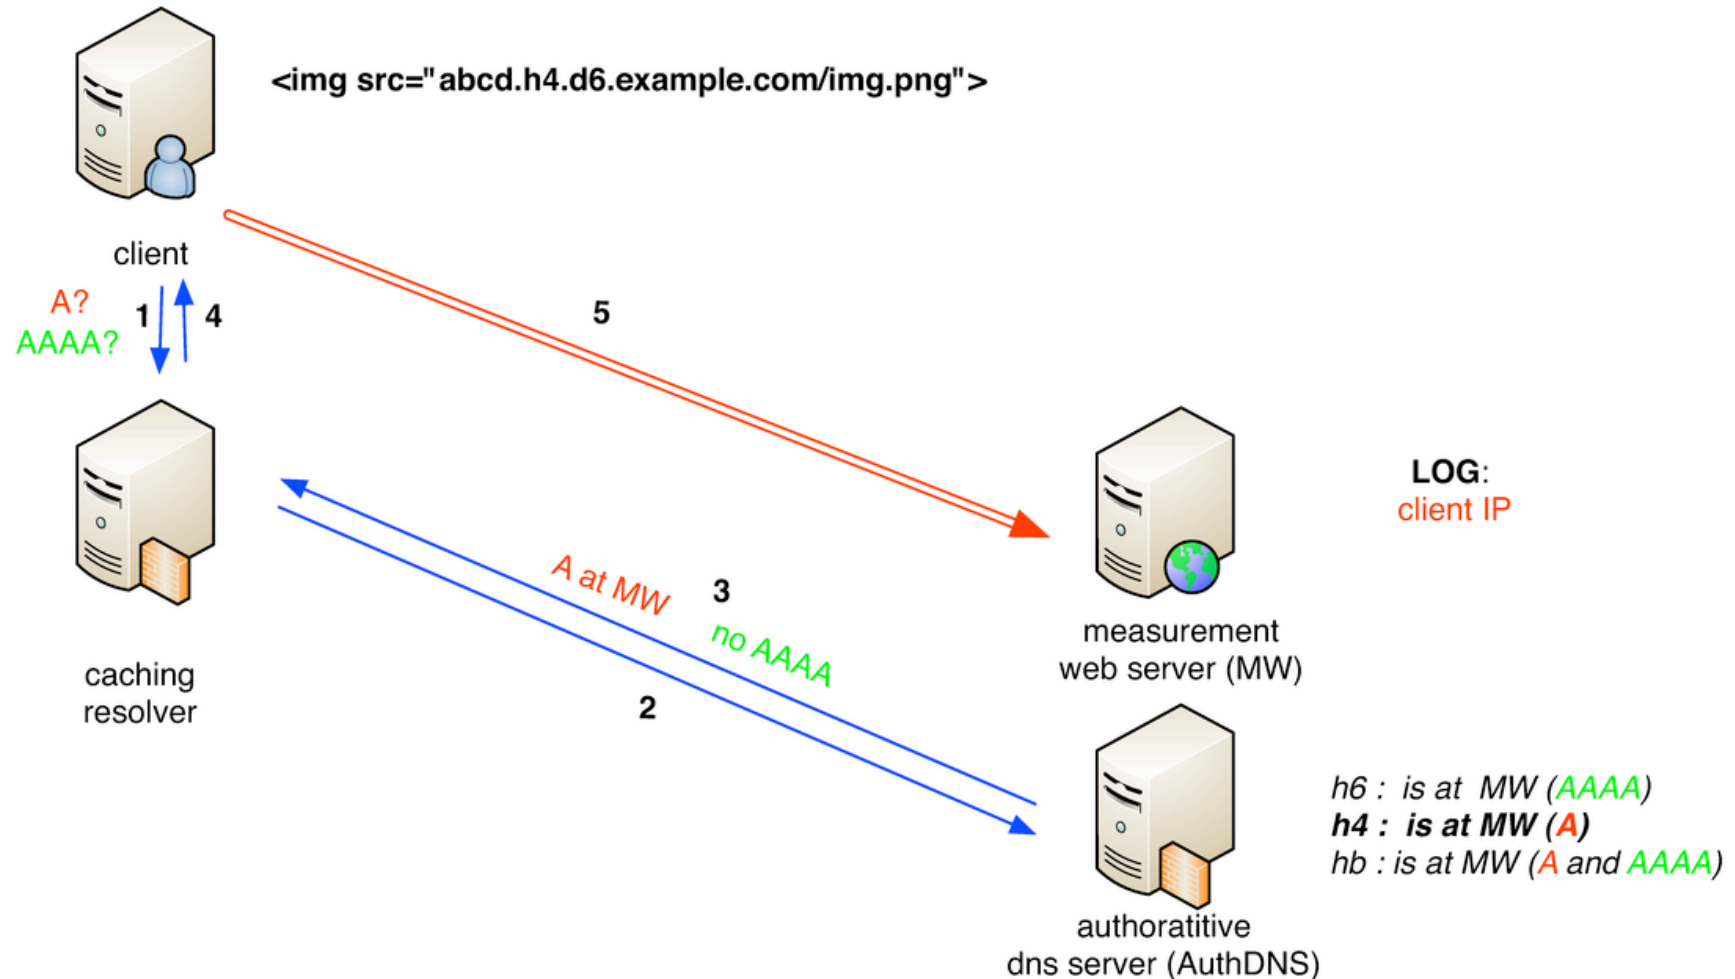 <img src="abcd.h4.d6.example.com/img.png">
client
A?
AAAA?
1
4
5
caching
resolver
A at MW
3
no AAAA
2
measurement
web server (MW)
LOG:
client IP
h6 : is at MW (AAAA)
h4 : is at MW (A)
hb : is at MW (A and AAAA)
authoratitive
dns server (AuthDNS)